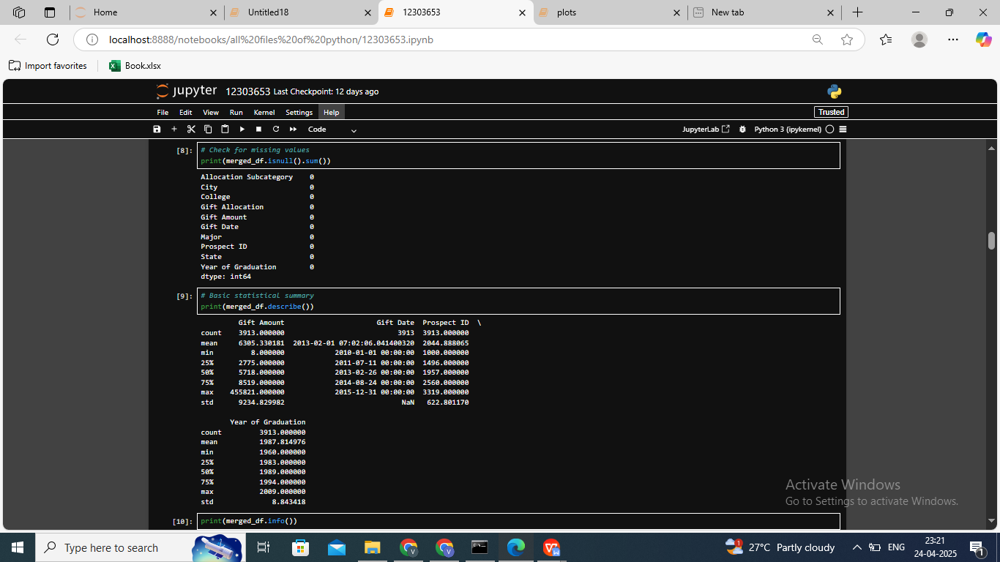 Home
Untitled18
12303653
plots
New tab
localhost:8888/notebooks/all%20files%20of%20python/12303653.ipynb
Import favorites
Book.xlsx
jupyter 12303653 Last Checkpoint: 12 days ago
File Edit View Run Kernel Settings Help
Trusted
Code
JupyterLab
Python 3 (ipykernel)
[8]: # Check for missing values
print(merged_df.isnull().sum())
Allocation Subcategory 0
City 0
College 0
Gift Allocation 0
Gift Amount 0
Gift Date 0
Major 0
Prospect ID 0
State 0
Year of Graduation 0
dtype: int64
[9]: # Basic statistical summary
print(merged_df.describe())
Gift Amount Gift Date Prospect ID \
count 3913.000000 3913 3913.000000
mean 6305.330181 2013-02-01 07:02:06.041400320 2044.888065
min 8.000000 2010-01-01 00:00:00 1000.000000
25% 2775.000000 2011-07-11 00:00:00 1496.000000
50% 5718.000000 2013-02-26 00:00:00 1957.000000
75% 8519.000000 2014-08-24 00:00:00 2560.000000
max 455821.000000 2015-12-31 00:00:00 3319.000000
std 9234.829982 NaN 622.801170
Year of Graduation
count 3913.000000
mean 1987.814976
min 1960.000000
25% 1983.000000
50% 1989.000000
75% 1994.000000
max 2009.000000
std 8.843418
[10]: print(merged_df.info())
Activate Windows
Go to Settings to activate Windows.
Type here to search
27°C Partly cloudy
ENG
23:21
24-04-2025